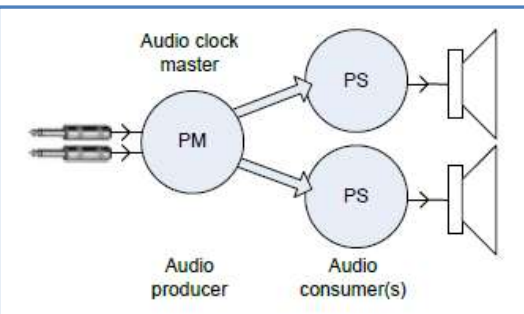 Audio clock
master
PS
PM
PS
Audio
producer
Audio
consumer(s)